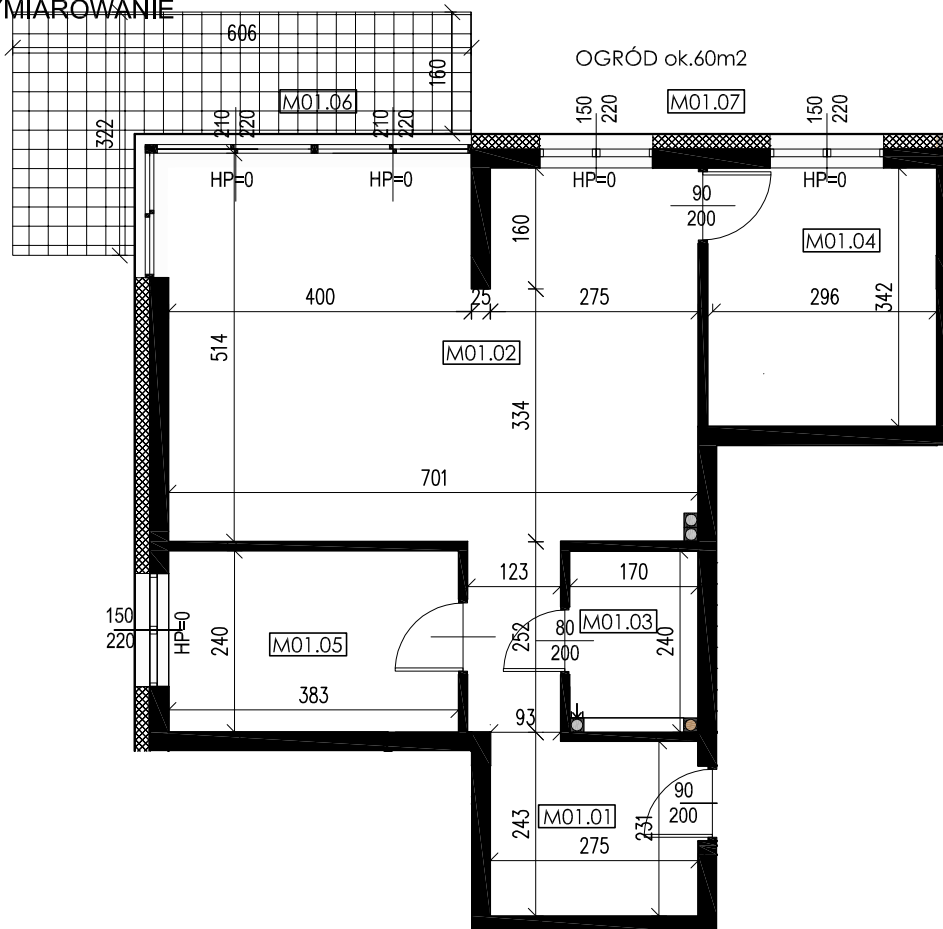 YMIAROWANIE
606
160
OGRÓD ok.60m2
M01.06
M01.07
150
220
150
220
322
210
220
210
220
HP=0
HP=0
HP=0
HP=0
90
200
160
M01.04
400
25
275
296
342
514
M01.02
334
701
123
170
150
220
HP=0
240
M01.05
252
80
200
M01.03
240
383
93
243
M01.01
231
90
200
275